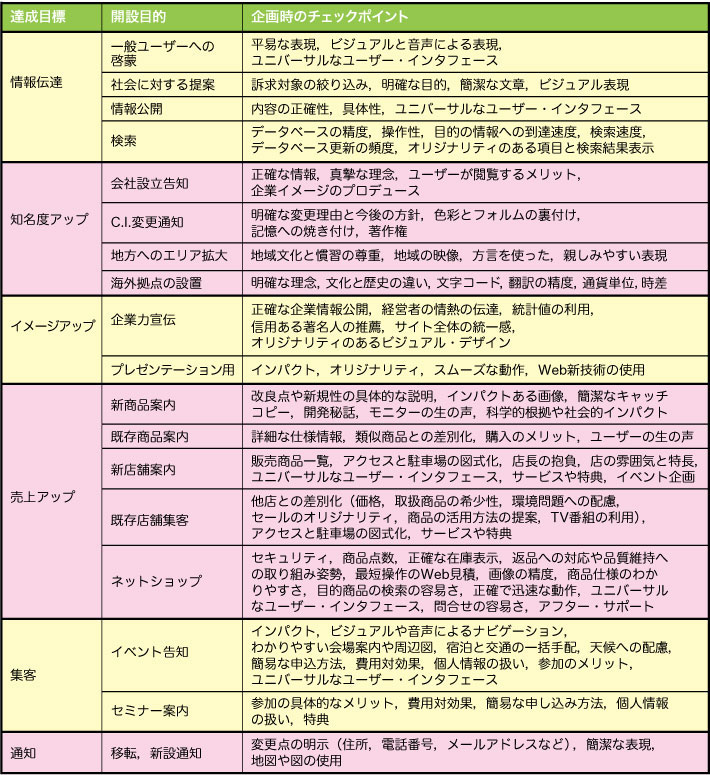 達成目標 開設目的 企画時のチェックポイント
情報伝達
一般ユーザーへの
啓蒙
平易な表現，ビジュアルと音声による表現，
ユニバーサルなユーザー・インタフェース
社会に対する提案 訴求対象の絞り込み，明確な目的，簡潔な文章，ビジュアル表現
情報公開 内容の正確性，具体性，ユニバーサルなユーザー・インタフェース
検索
データベースの精度，操作性，目的の情報への到達速度，検索速度，
データベース更新の頻度，オリジナリティのある項目と検索結果表示
知名度アップ
会社設立告知
正確な情報，真摯な理念，ユーザーが閲覧するメリット，
企業イメージのプロデュース
C.I.変更通知
明確な変更理由と今後の方針，色彩とフォルムの裏付け，
記憶への焼き付け，著作権
地方へのエリア拡大 地域文化と慣習の尊重，地域の映像，方言を使った，親しみやすい表現
海外拠点の設置 明確な理念，文化と歴史の違い，文字コード，翻訳の精度，通貨単位，時差
イメージアップ
企業力宣伝
正確な企業情報公開，経営者の情熱の伝達，統計値の利用，
信用ある著名人の推薦，サイト全体の統一感，
オリジナリティのあるビジュアル・デザイン
プレゼンテーション用 インパクト，オリジナリティ，スムーズな動作，Web新技術の使用
売上アップ
新商品案内
改良点や新規性の具体的な説明，インパクトある画像，簡潔なキャッチ
コピー，開発秘話，モニターの生の声，科学的根拠や社会的インパクト
既存商品案内 詳細な仕様情報，類似商品との差別化，購入のメリット，ユーザーの生の声
新店舗案内
販売商品一覧，アクセスと駐車場の図式化，店長の抱負，店の雰囲気と特長，
ユニバーサルなユーザー・インタフェース，サービスや特典，イベント企画
既存店舗集客
他店との差別化（価格，取扱商品の希少性，環境問題への配慮，
セールのオリジナリティ，商品の活用方法の提案，TV番組の利用），
アクセスと駐車場の図式化，サービスや特典
ネットショップ
セキュリティ，商品点数，正確な在庫表示，返品への対応や品質維持へ
の取り組み姿勢，最短操作のWeb見積，画像の精度，商品仕様のわか
りやすさ，目的商品の検索の容易さ，正確で迅速な動作，ユニバーサル
なユーザー・インタフェース，問合せの容易さ，アフター・サポート
集客
イベント告知
インパクト，ビジュアルや音声によるナビゲーション，
わかりやすい会場案内や周辺図，宿泊と交通の一括手配，天候への配慮，
簡易な申込方法，費用対効果，個人情報の扱い，参加のメリット，
ユニバーサルなユーザー・インタフェース
セミナー案内
参加の具体的なメリット，費用対効果，簡易な申し込み方法，個人情報
の扱い，特典
通知
移転，新設通知
変更点の明示（住所，電話番号，メールアドレスなど），簡潔な表現，
地図や図の使用